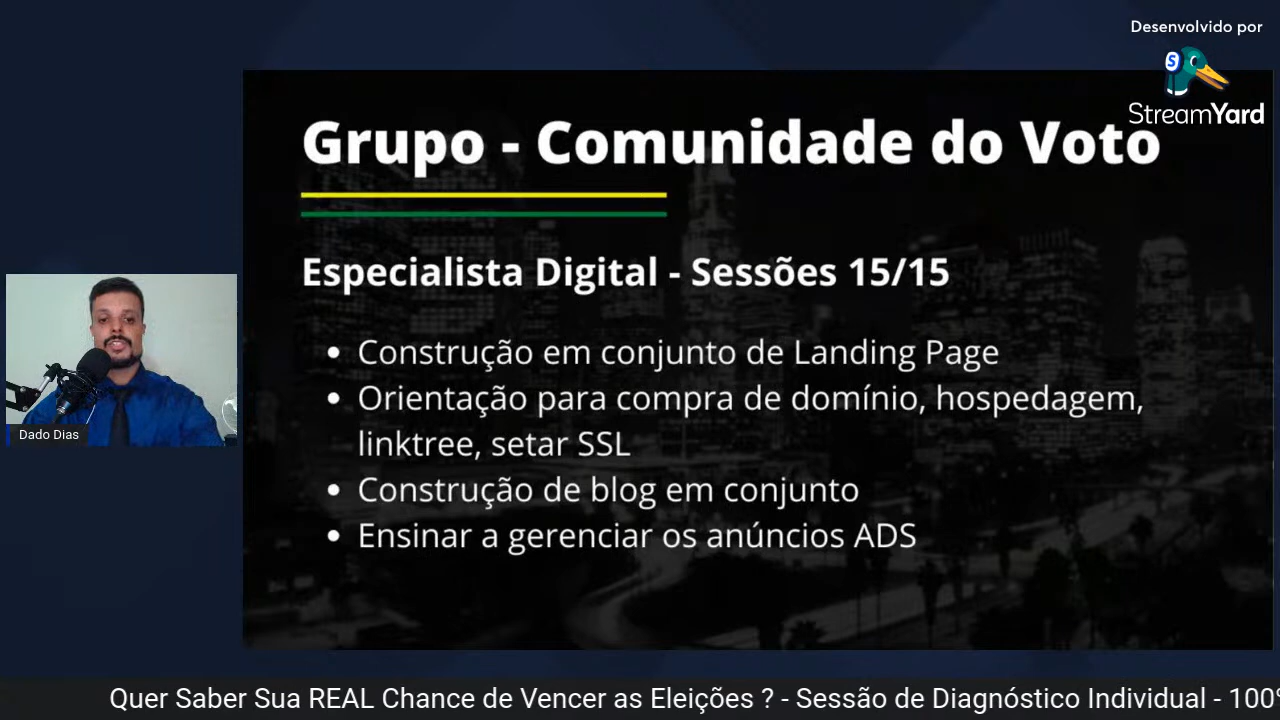 Desenvolvido por
S
StreamYard
Grupo - Comunidade do Voto
Especialista Digital - Sessões 15/15
• Construção em conjunto de Landing Page
• Orientação para compra de domínio, hospedagem,
linktree, setar SSL
• Construção de blog em conjunto
• Ensinar a gerenciar os anúncios ADS
Dado Dias
Quer Saber Sua REAL Chance de Vencer as Eleições ? - Sessão de Diagnóstico Individual - 100%